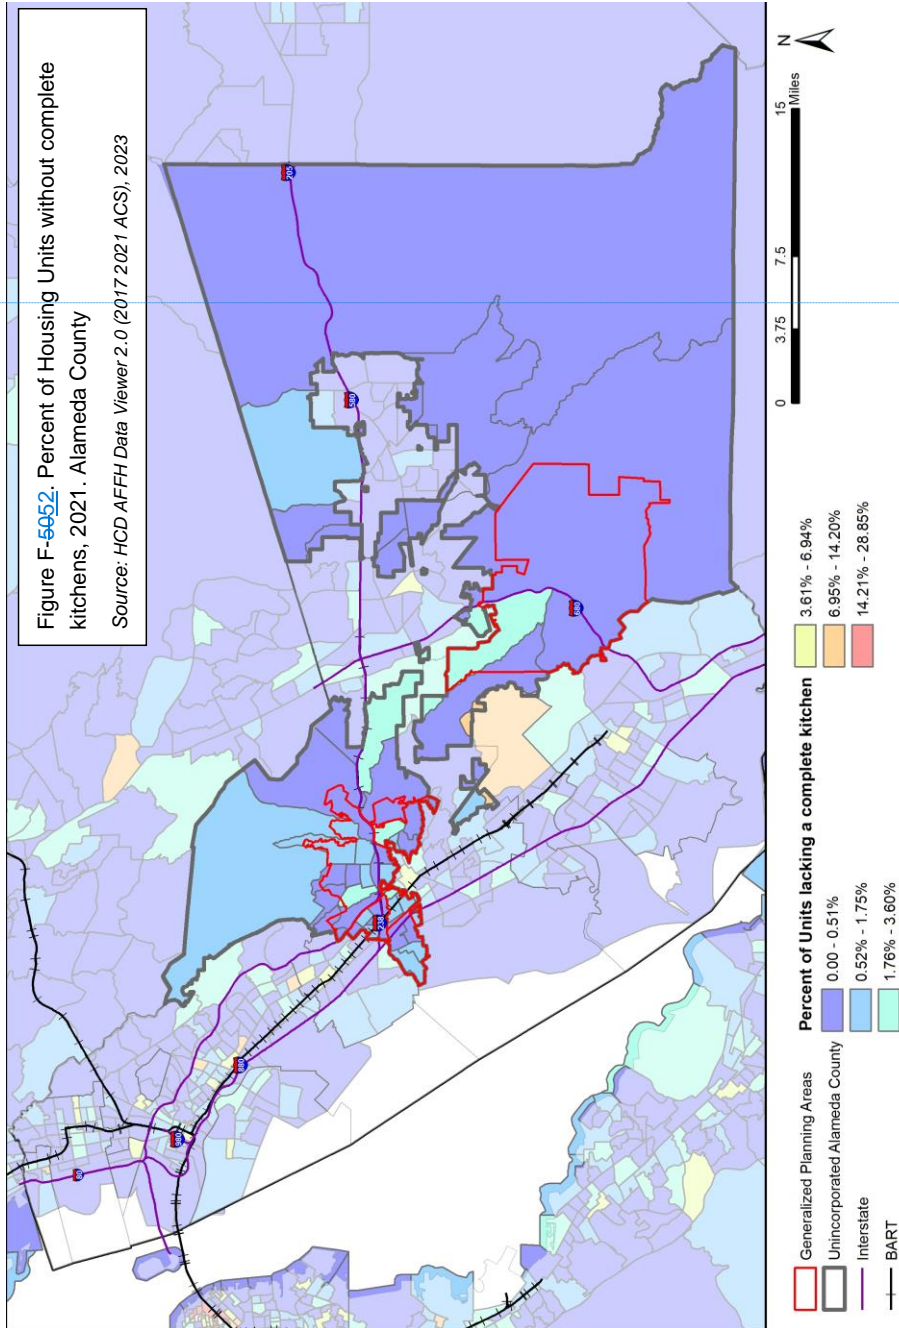 Figure F-5052. Percent of Housing Units without complete
kitchens, 2021. Alameda County
Source: HCD AFFH Data Viewer 2.0 (2017 2021 ACS), 2023
80
980
880
238
580
680
205
Generalized Planning Areas
Unincorporated Alameda County
Interstate
BART
Percent of Units lacking a complete kitchen
0.00 - 0.51%
0.52% - 1.75%
1.76% - 3.60%
3.61% - 6.94%
6.95% - 14.20%
14.21% - 28.85%
0 3.75 7.5 15
Miles
N